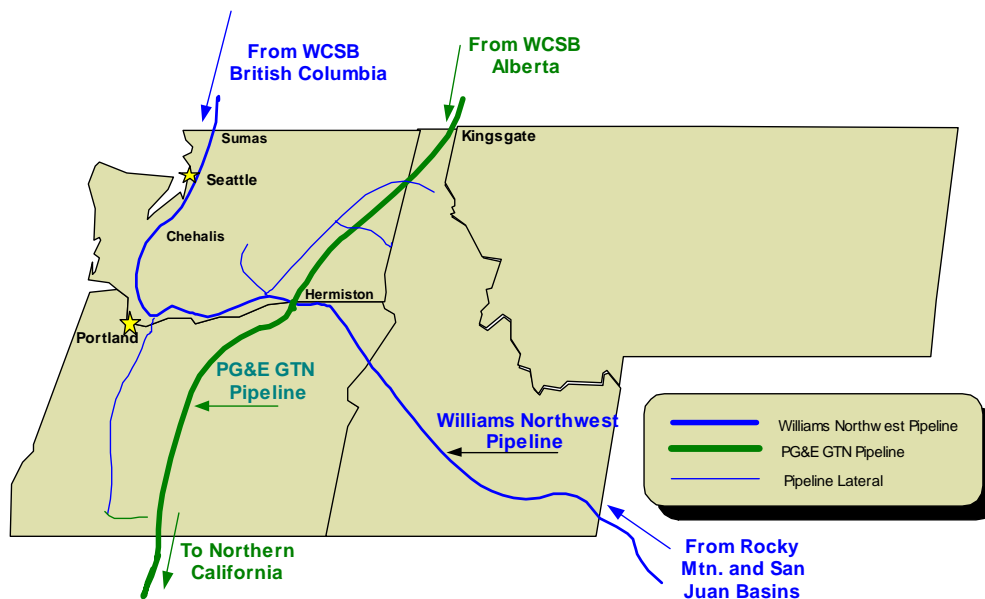 From WCSB
British Columbia
From WCSB
Alberta
Sumas
Kingsgate
Seattle
Chehalis
Hermiston
Portland
PG&E GTN
Pipeline
Williams Northwest
Pipeline
Williams Northwest Pipeline
PG&E GTN Pipeline
Pipeline Lateral
To Northern
California
From Rocky
Mtn. and San
Juan Basins